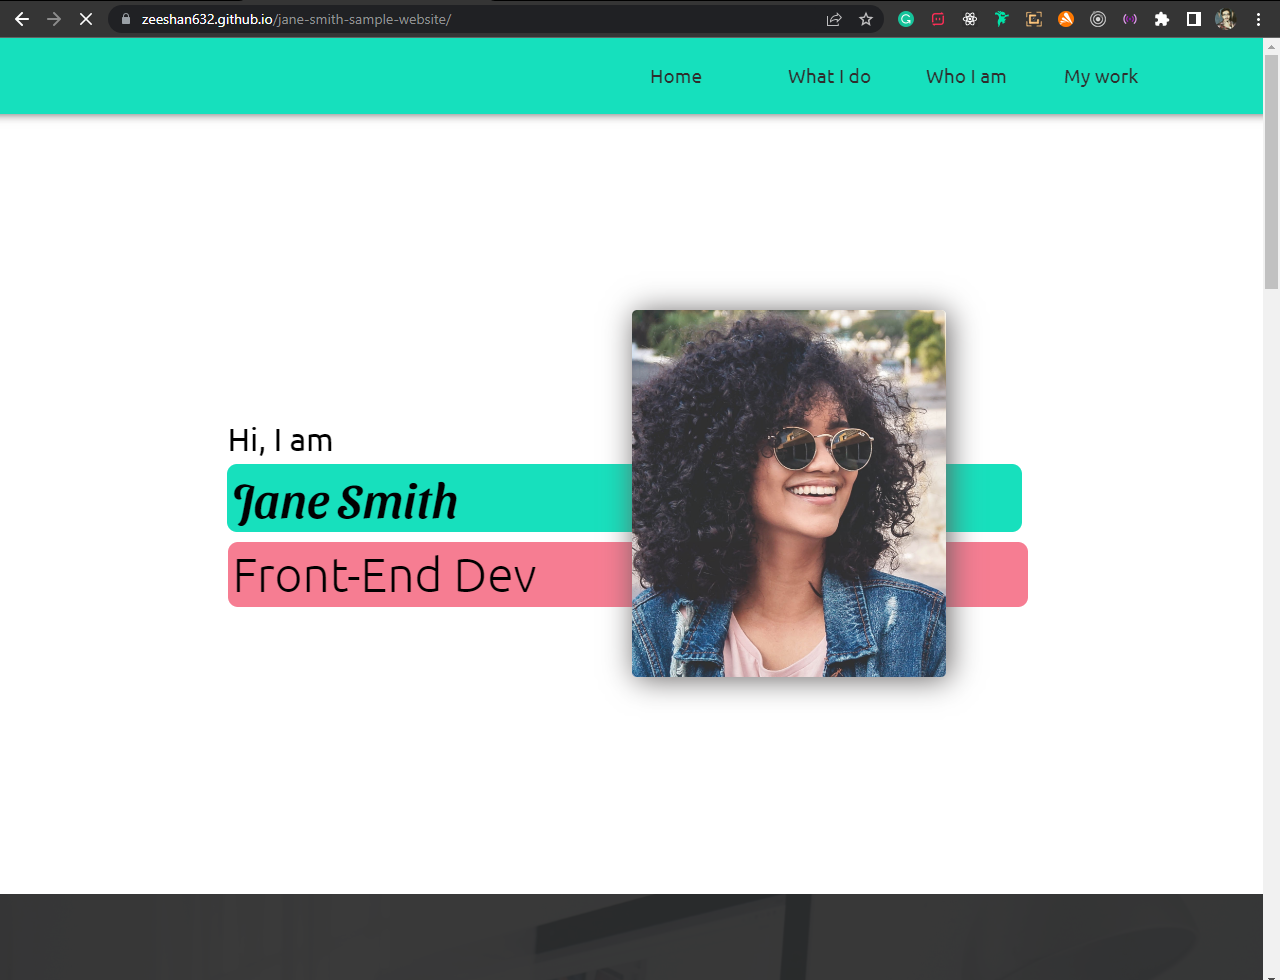 zeeshan632.github.io/jane-smith-sample-website/
Home What I do Who I am My work
Hi, I am
Jane Smith
Front-End Dev